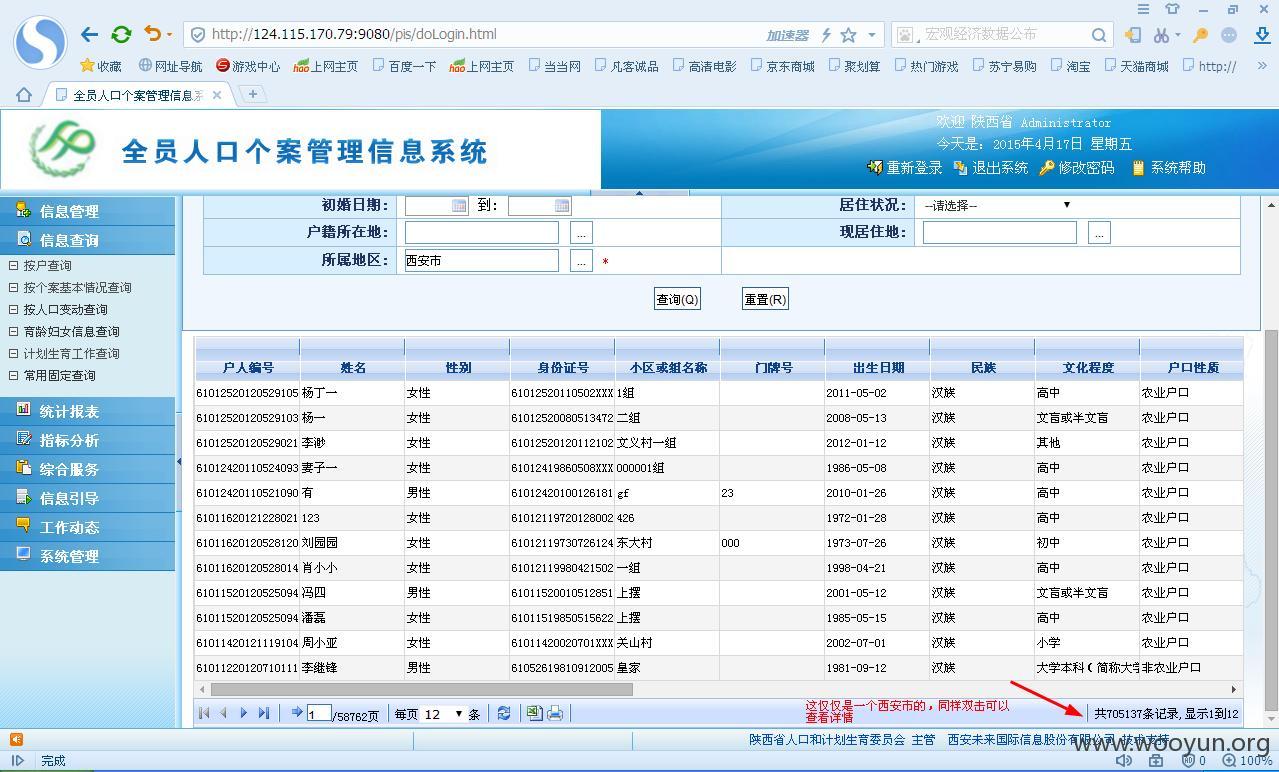 http://124.115.170.79:9080/pis/doLogin.html 加速器 宏观经济数据公布
收藏 网址导航 游戏中心 上网主页 百度一下 上网主页 当当网 凡客诚品 高清电影 京东商城 聚划算 热门游戏 苏宁易购 淘宝 天猫商城 http://
全员人口个案管理信息系
全员人口个案管理信息系统
欢迎 陕西省 Administrator
今天是: 2015年4月17日 星期五
重新登录 退出系统 修改密码 系统帮助
信息管理
信息查询
按户查询
按个案基本情况查询
按人口变动查询
育龄妇女信息查询
计划生育工作查询
常用固定查询
统计报表
指标分析
综合服务
信息引导
工作动态
系统管理
初婚日期: 到: 居住状况: --请选择--
户籍所在地: ... 现居住地: ...
所属地区: 西安市 ... *
查询(Q) 重置(R)
户人编号 姓名 性别 身份证号 小区或组名称 门牌号 出生日期 民族 文化程度 户口性质
61012520120529105 杨丁一 女性 61012520110502XXX 1组 2011-05-02 汉族 高中 农业户口
61012520120529103 杨一 女性 61012520080513472 二组 2008-05-13 汉族 文盲或半文盲 农业户口
61012520120529021 李谢 女性 61012520120112102 文义村一组 2012-01-12 汉族 其他 农业户口
61012420110524093 妻子一 女性 61012419860508XXX 000001组 1986-05-08 汉族 高中 农业户口
61012420110521090 有 男性 61012420100126181 gf 23 2010-01-26 汉族 高中 农业户口
61011620121228021 123 女性 61012119720128002 426 1972-01-28 汉族 高中 农业户口
61011620120528120 刘园园 女性 61012119730726124 东大村 000 1973-07-26 汉族 初中 农业户口
61011620120528014 肖小小 女性 61012119980421502 一组 1998-04-21 汉族 高中 农业户口
61011520120525094 冯四 男性 61011520010512851 上摆 2001-05-12 汉族 文盲或半文盲 农业户口
61011520120525094 潘磊 女性 61011519850515622 上摆 1985-05-15 汉族 高中 农业户口
61011420121119104 周小亚 女性 61011420020701XXX 关山村 2002-07-01 汉族 小学 农业户口
61011220120710111 李继锋 男性 61052619810912005 皇家 1981-09-12 汉族 大学本科(简称大学 非农业户口
1 /58762页 每页 12 条 共705137条记录,显示1到12
这仅仅是一个西安市的,同样双击可以
查看详情
陕西省人口和计划生育委员会 主管 西安未来国际信息股份有限公司 技术支持
www.wooyun.org
完成 0 100%